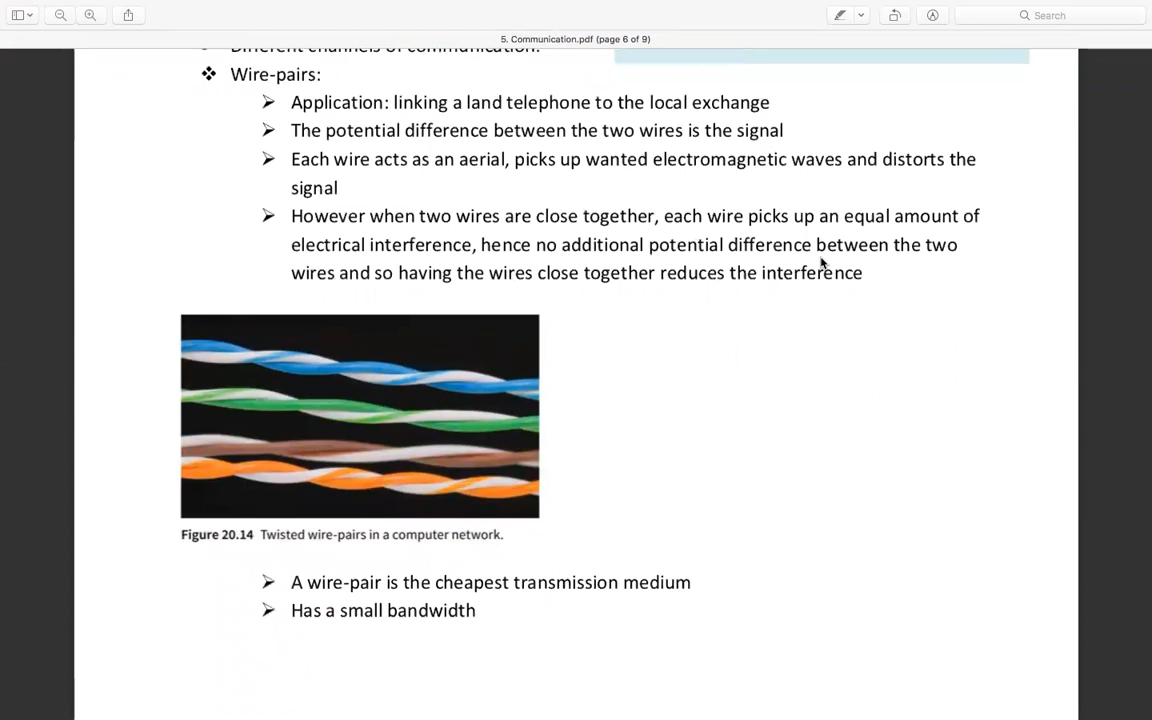 Search
5. Communication.pdf (page 6 of 9)
Different channels of communication:
Wire-pairs:
Application: linking a land telephone to the local exchange
The potential difference between the two wires is the signal
Each wire acts as an aerial, picks up wanted electromagnetic waves and distorts the
signal
However when two wires are close together, each wire picks up an equal amount of
electrical interference, hence no additional potential difference between the two
wires and so having the wires close together reduces the interference
Figure 20.14 Twisted wire-pairs in a computer network.
A wire-pair is the cheapest transmission medium
Has a small bandwidth